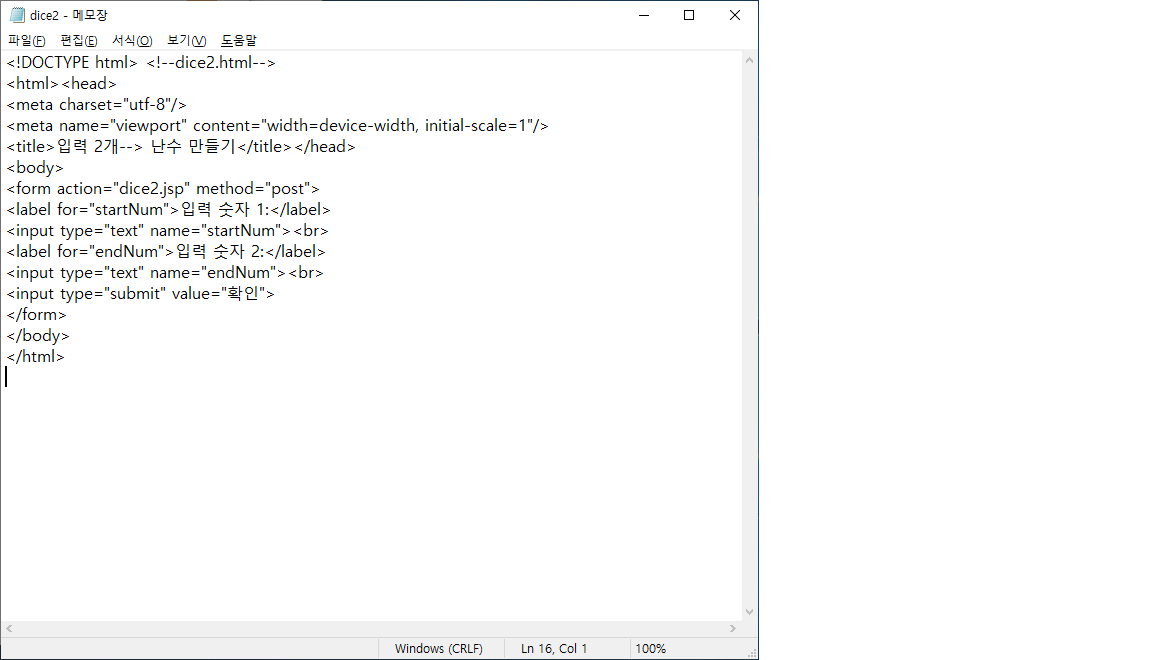 dice2 - 메모장
파일(F) 편집(E) 서식(O) 보기(V) 도움말
<!DOCTYPE html> <!--dice2.html-->
<html><head>
<meta charset="utf-8"/>
<meta name="viewport" content="width=device-width, initial-scale=1"/>
<title>입력 2개--> 난수 만들기</title></head>
<body>
<form action="dice2.jsp" method="post">
<label for="startNum">입력 숫자 1:</label>
<input type="text" name="startNum"><br>
<label for="endNum">입력 숫자 2:</label>
<input type="text" name="endNum"><br>
<input type="submit" value="확인">
</form>
</body>
</html>
Windows (CRLF) Ln 16, Col 1 100%